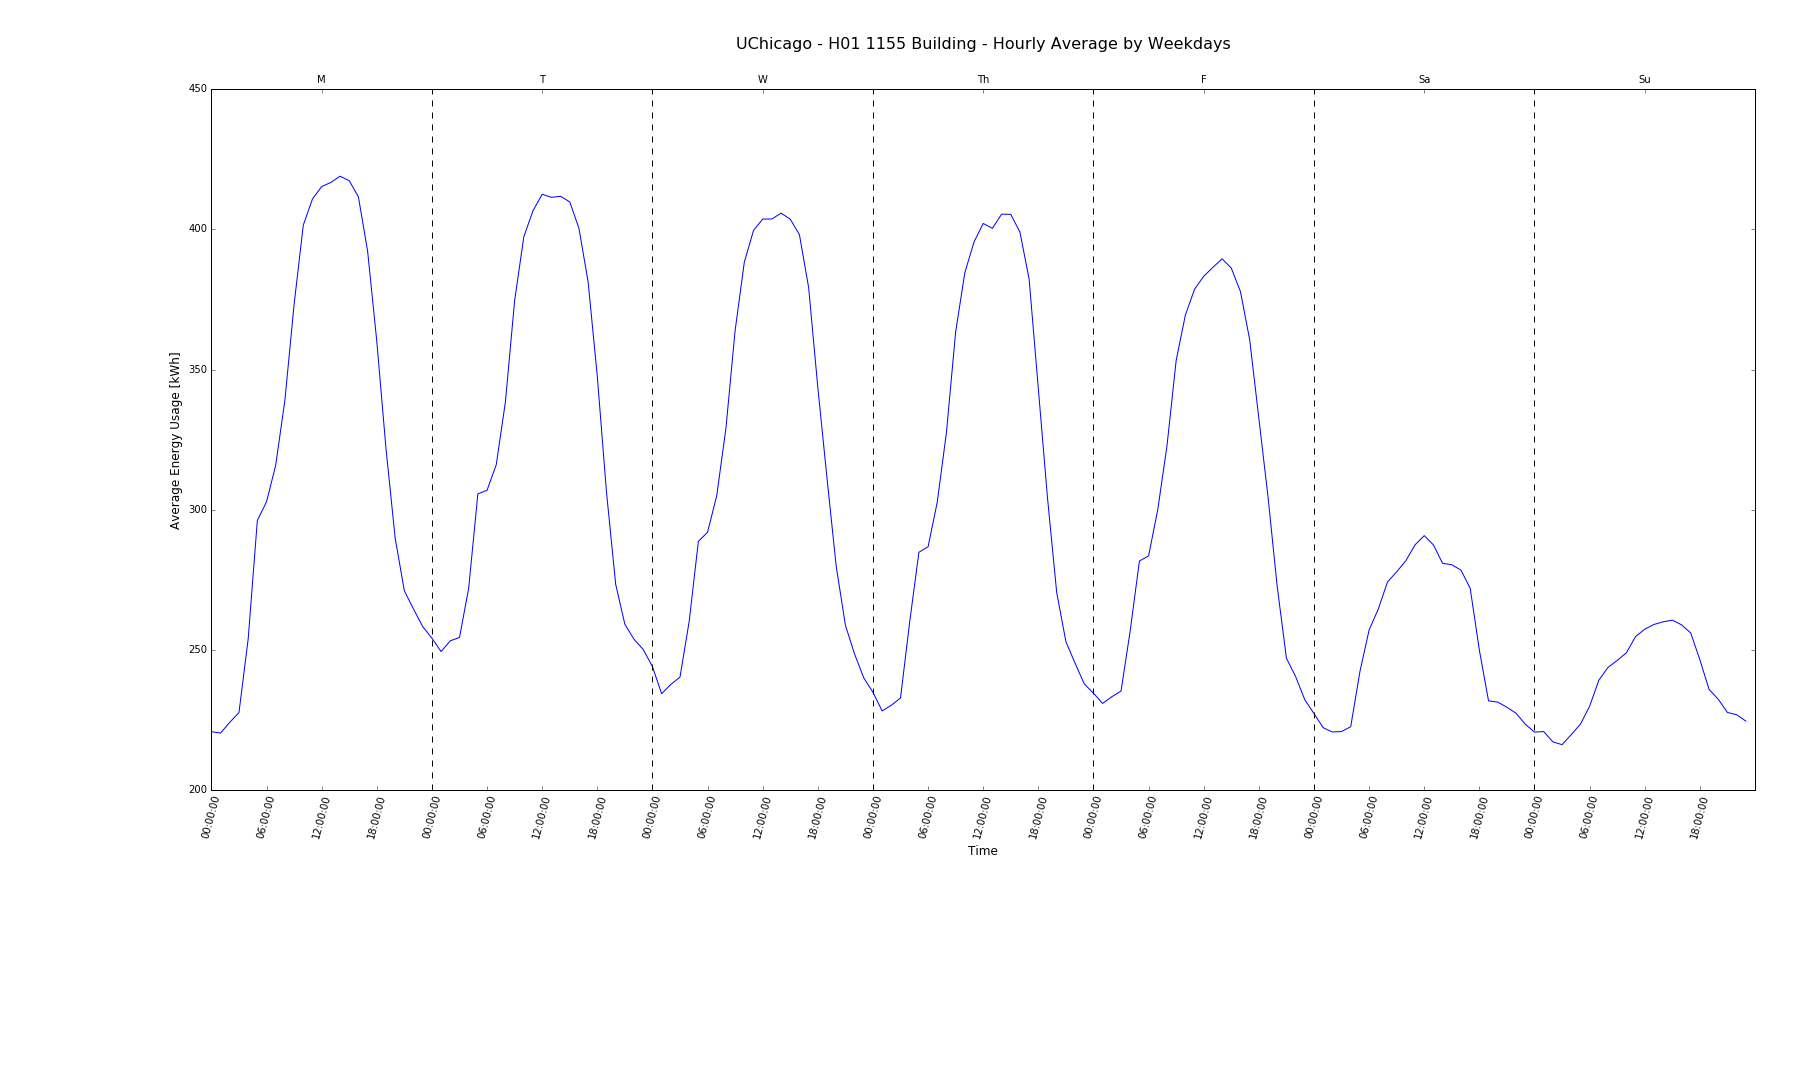 UChicago - H01 1155 Building - Hourly Average by Weekdays
M T W Th F Sa Su
450
400
350
300
250
200
Average Energy Usage [kWh]
00:00:00 06:00:00 12:00:00 18:00:00 00:00:00 06:00:00 12:00:00 18:00:00 00:00:00 06:00:00 12:00:00 18:00:00 00:00:00 06:00:00 12:00:00 18:00:00 00:00:00 06:00:00 12:00:00 18:00:00 00:00:00 06:00:00 12:00:00 18:00:00 00:00:00 06:00:00 12:00:00 18:00:00
Time